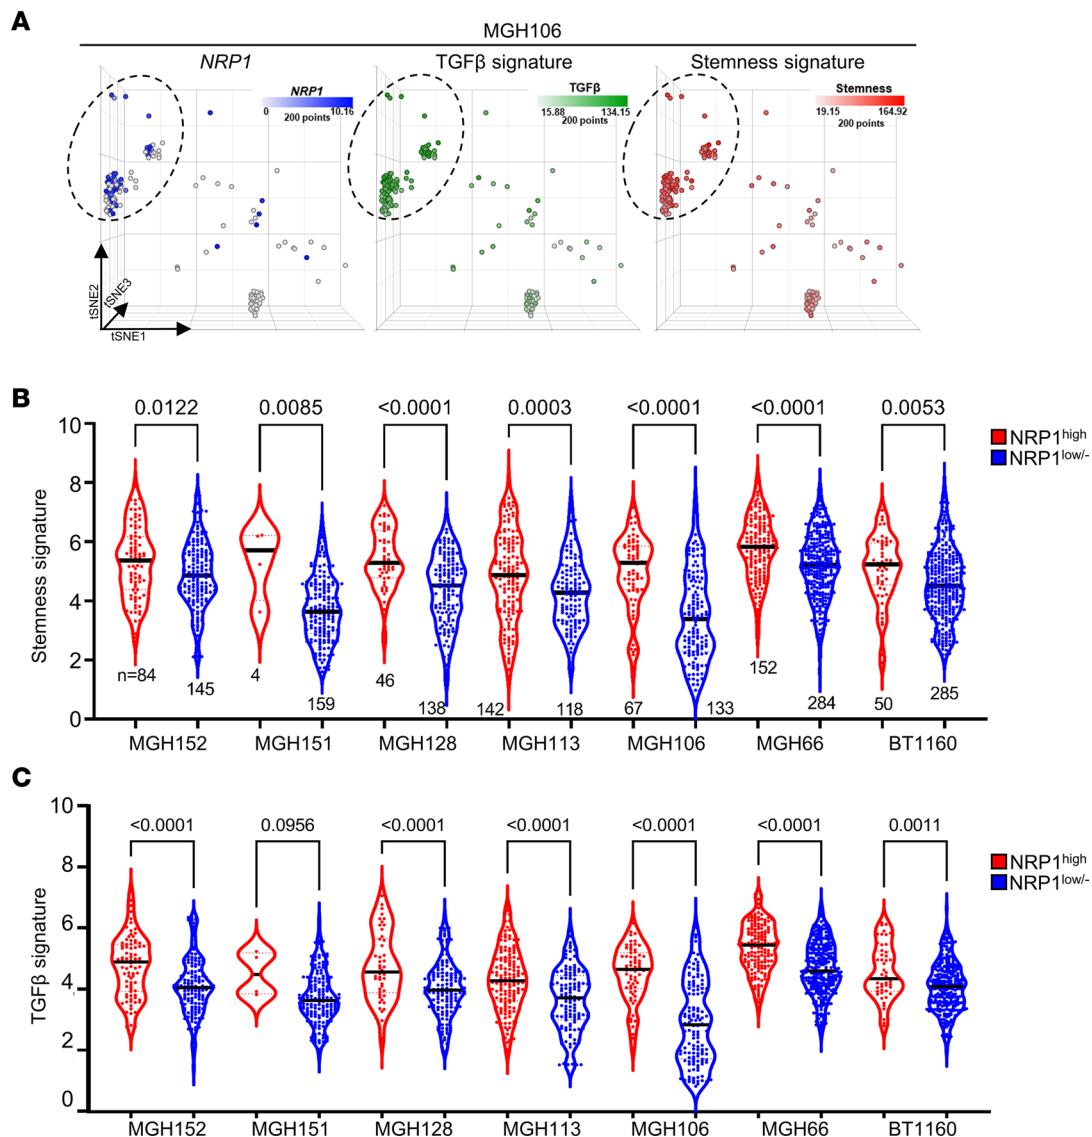 A
MGH106
NRP1 TGFβ signature Stemness signature
NRP1
0 10.16
200 points
TGFβ
15.88 134.15
200 points
Stemness
19.15 164.92
200 points
tSNE2
tSNE3
tSNE1
B
0.0122 0.0085 <0.0001 0.0003 <0.0001 <0.0001 0.0053
NRP1high
NRP1low/-
Stemness signature
10
8
6
4
2
0
n=84 145 4 159 46 138 142 118 67 133 152 284 50 285
MGH152 MGH151 MGH128 MGH113 MGH106 MGH66 BT1160
C
<0.0001 0.0956 <0.0001 <0.0001 <0.0001 <0.0001 0.0011
NRP1high
NRP1low/-
TGFβ signature
10
8
6
4
2
0
MGH152 MGH151 MGH128 MGH113 MGH106 MGH66 BT1160